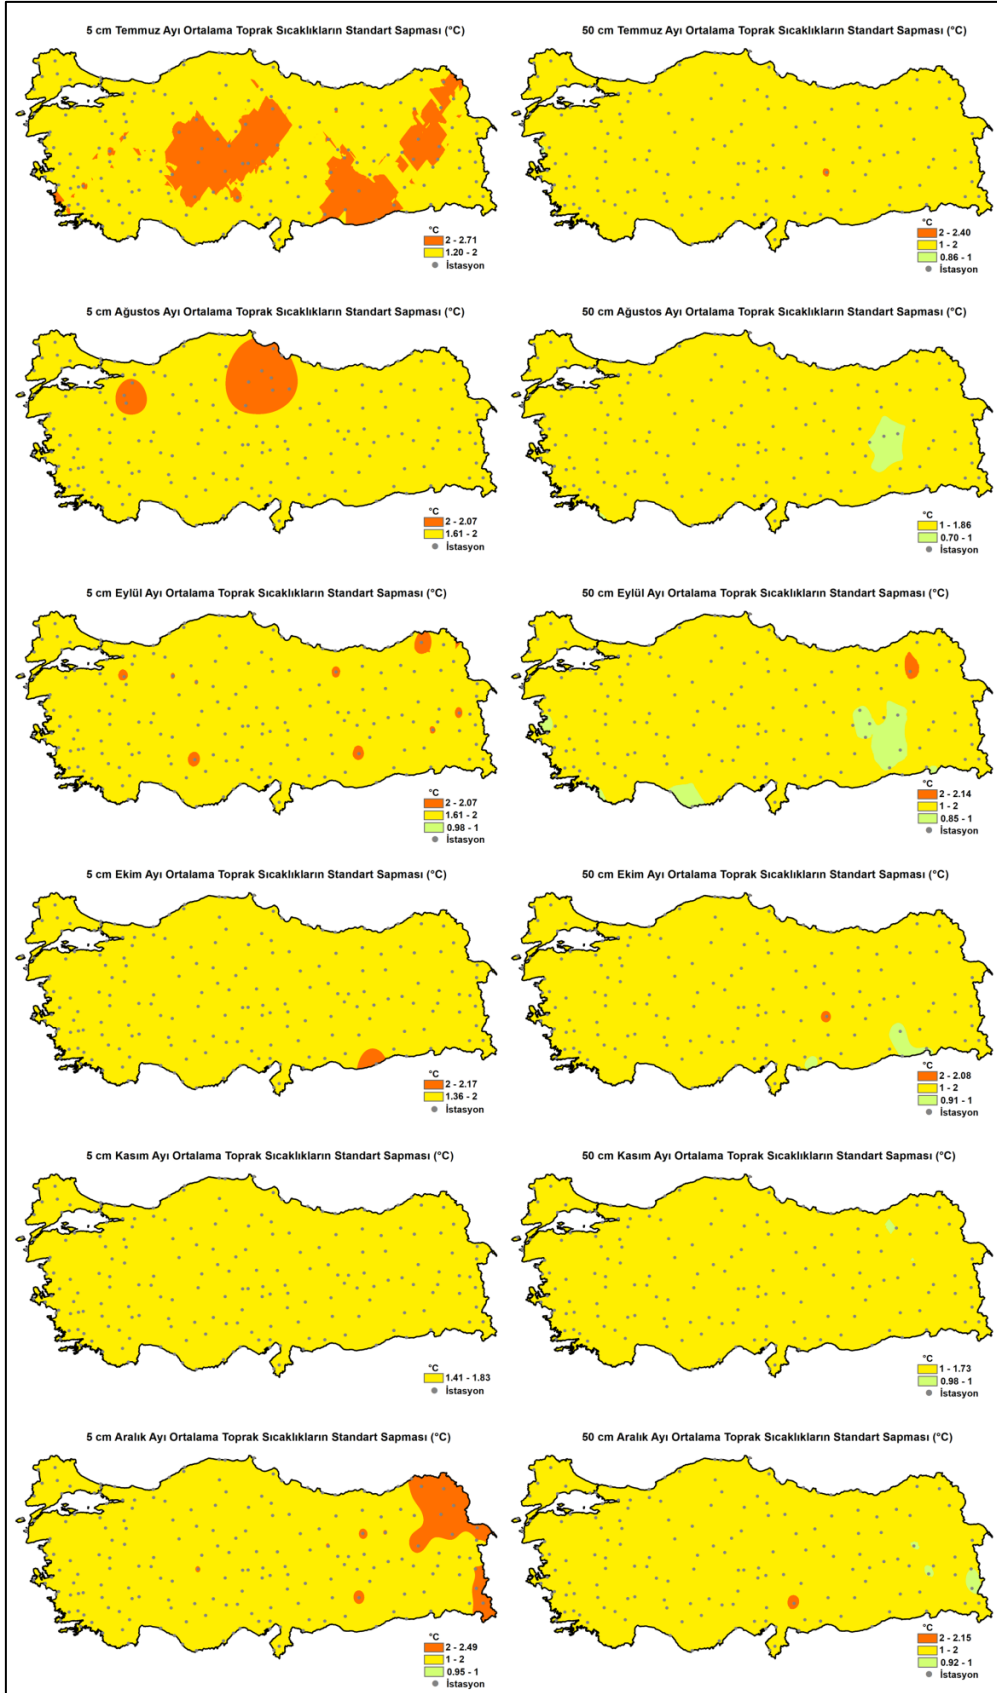 5 cm Temmuz Ayı Ortalama Toprak Sıcaklıkların Standart Sapması (°C)
50 cm Temmuz Ayı Ortalama Toprak Sıcaklıkların Standart Sapması (°C)
°C
2 - 2.71
1.20 - 2
İstasyon
°C
2 - 2.40
1 - 2
0.86 - 1
İstasyon
5 cm Ağustos Ayı Ortalama Toprak Sıcaklıkların Standart Sapması (°C)
50 cm Ağustos Ayı Ortalama Toprak Sıcaklıkların Standart Sapması (°C)
°C
2 - 2.07
1.61 - 2
İstasyon
°C
1 - 1.86
0.70 - 1
İstasyon
5 cm Eylül Ayı Ortalama Toprak Sıcaklıkların Standart Sapması (°C)
50 cm Eylül Ayı Ortalama Toprak Sıcaklıkların Standart Sapması (°C)
°C
2 - 2.07
1.61 - 2
0.98 - 1
İstasyon
°C
2 - 2.14
1 - 2
0.85 - 1
İstasyon
5 cm Ekim Ayı Ortalama Toprak Sıcaklıkların Standart Sapması (°C)
50 cm Ekim Ayı Ortalama Toprak Sıcaklıkların Standart Sapması (°C)
°C
2 - 2.17
1.36 - 2
İstasyon
°C
2 - 2.08
1 - 2
0.91 - 1
İstasyon
5 cm Kasım Ayı Ortalama Toprak Sıcaklıkların Standart Sapması (°C)
50 cm Kasım Ayı Ortalama Toprak Sıcaklıkların Standart Sapması (°C)
°C
1.41 - 1.83
İstasyon
°C
1 - 1.73
0.98 - 1
İstasyon
5 cm Aralık Ayı Ortalama Toprak Sıcaklıkların Standart Sapması (°C)
50 cm Aralık Ayı Ortalama Toprak Sıcaklıkların Standart Sapması (°C)
°C
2 - 2.49
1 - 2
0.95 - 1
İstasyon
°C
2 - 2.15
1 - 2
0.92 - 1
İstasyon